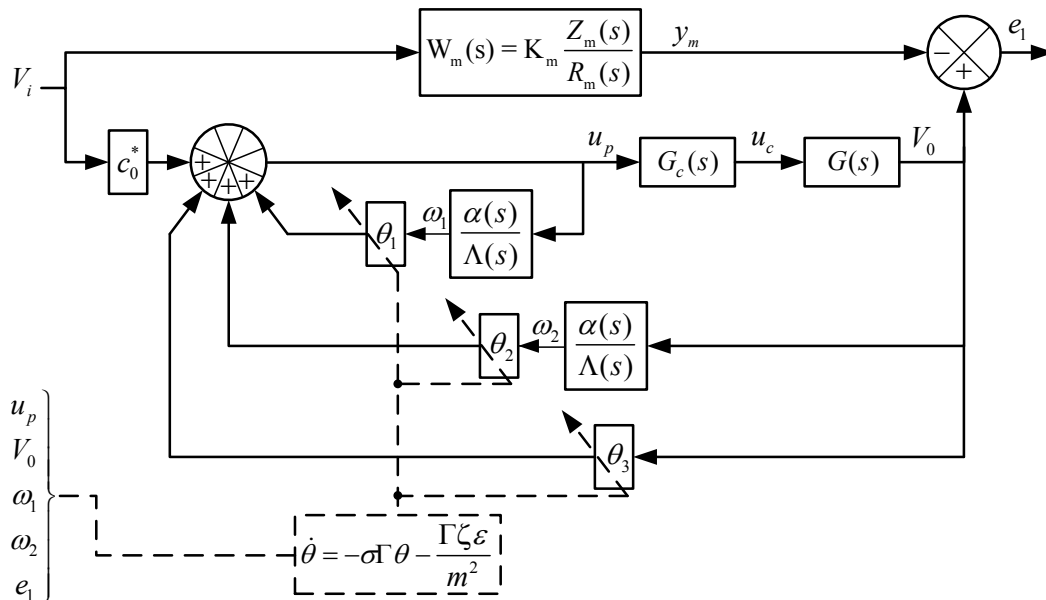 V_i
W_m(s) = K_m Z_m(s) / R_m(s)
y_m
−
+
e_1
c_0^*
+
+
+
+
u_p
G_c(s)
u_c
G(s)
V_0
θ_1
ω_1
α(s) / Λ(s)
θ_2
ω_2
α(s) / Λ(s)
θ_3
u_p
V_0
ω_1
ω_2
e_1
θ̇ = −σΓθ − Γζε / m^2